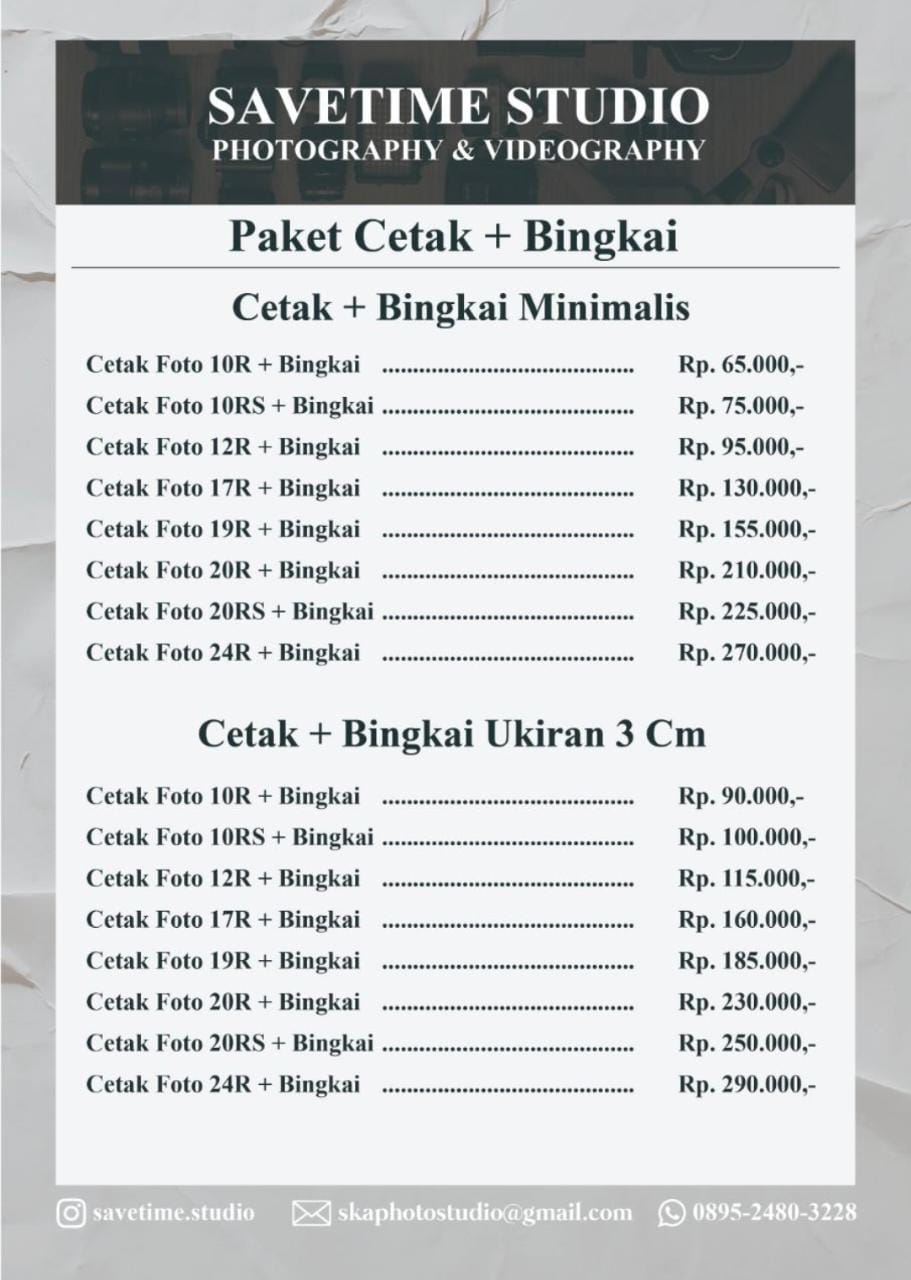 SAVETIME STUDIO
PHOTOGRAPHY & VIDEOGRAPHY
Paket Cetak + Bingkai
Cetak + Bingkai Minimalis
Cetak Foto 10R + Bingkai .......................................... Rp. 65.000,-
Cetak Foto 10RS + Bingkai .......................................... Rp. 75.000,-
Cetak Foto 12R + Bingkai .......................................... Rp. 95.000,-
Cetak Foto 17R + Bingkai .......................................... Rp. 130.000,-
Cetak Foto 19R + Bingkai .......................................... Rp. 155.000,-
Cetak Foto 20R + Bingkai .......................................... Rp. 210.000,-
Cetak Foto 20RS + Bingkai .......................................... Rp. 225.000,-
Cetak Foto 24R + Bingkai .......................................... Rp. 270.000,-
Cetak + Bingkai Ukiran 3 Cm
Cetak Foto 10R + Bingkai .......................................... Rp. 90.000,-
Cetak Foto 10RS + Bingkai .......................................... Rp. 100.000,-
Cetak Foto 12R + Bingkai .......................................... Rp. 115.000,-
Cetak Foto 17R + Bingkai .......................................... Rp. 160.000,-
Cetak Foto 19R + Bingkai .......................................... Rp. 185.000,-
Cetak Foto 20R + Bingkai .......................................... Rp. 230.000,-
Cetak Foto 20RS + Bingkai .......................................... Rp. 250.000,-
Cetak Foto 24R + Bingkai .......................................... Rp. 290.000,-
savetime.studio skaphotostudio@gmail.com 0895-2480-3228